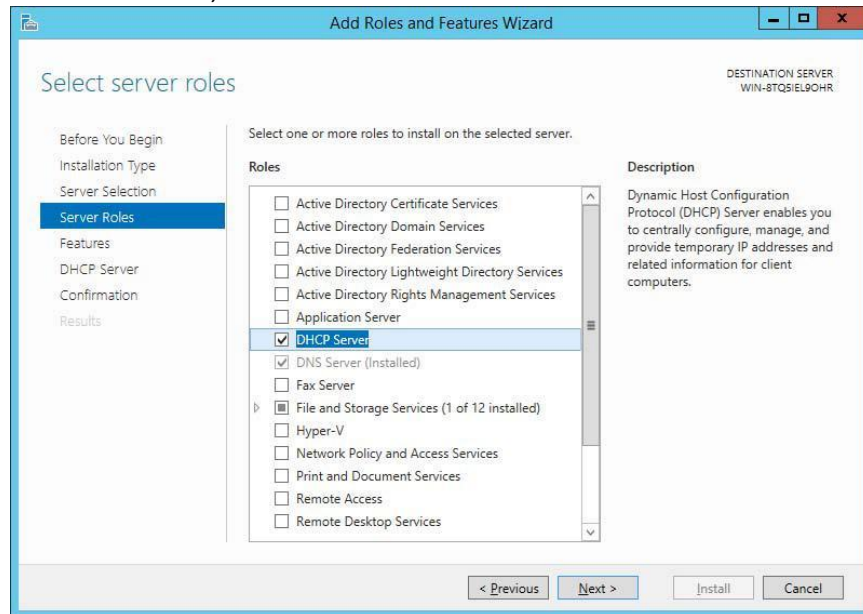 Add Roles and Features Wizard
Select server roles
DESTINATION SERVER
WIN-8TQSIEL9OHR
Before You Begin
Installation Type
Server Selection
Server Roles
Features
DHCP Server
Confirmation
Results
Select one or more roles to install on the selected server.
Roles
Active Directory Certificate Services
Active Directory Domain Services
Active Directory Federation Services
Active Directory Lightweight Directory Services
Active Directory Rights Management Services
Application Server
DHCP Server
DNS Server (Installed)
Fax Server
File and Storage Services (1 of 12 installed)
Hyper-V
Network Policy and Access Services
Print and Document Services
Remote Access
Remote Desktop Services
Description
Dynamic Host Configuration
Protocol (DHCP) Server enables you
to centrally configure, manage, and
provide temporary IP addresses and
related information for client
computers.
< Previous
Next >
Install
Cancel